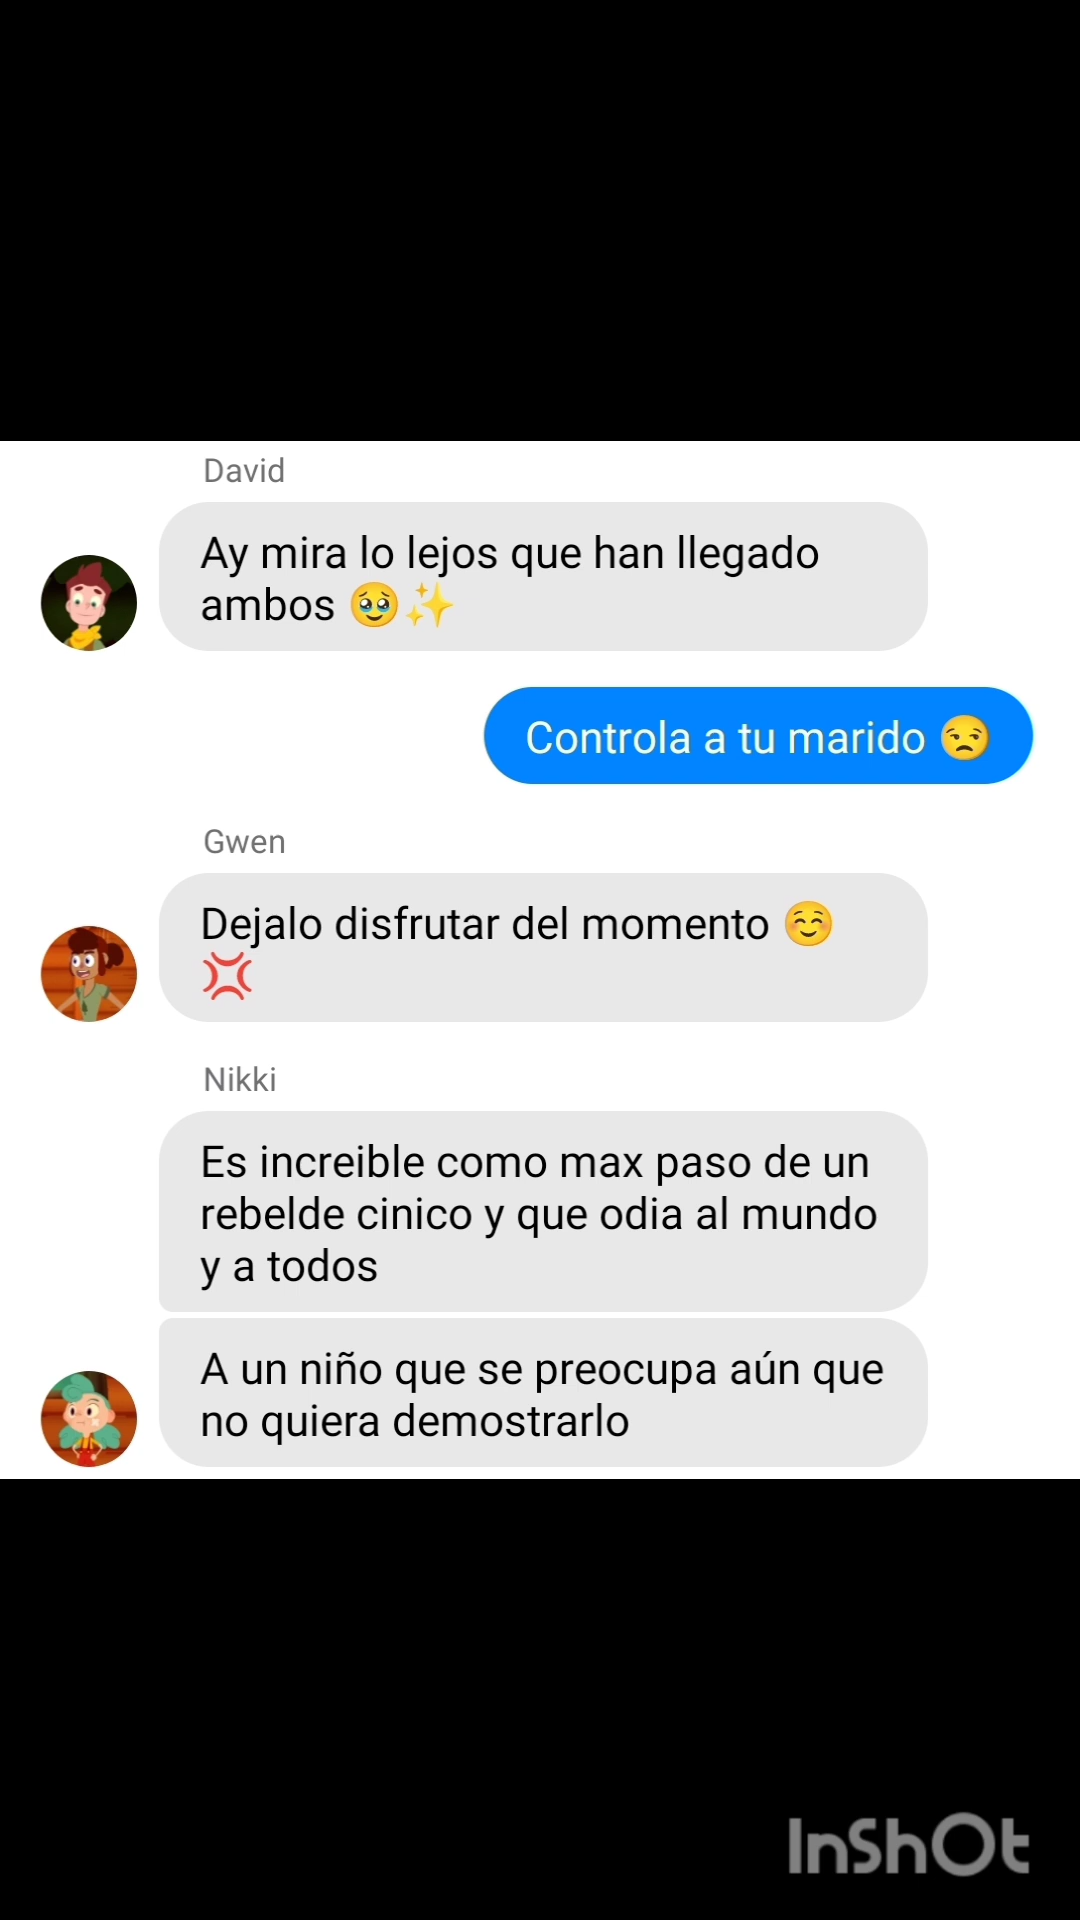 David
Ay mira lo lejos que han llegado
ambos 🥹✨
Controla a tu marido 😒
Gwen
Dejalo disfrutar del momento ☺️
💢
Nikki
Es increible como max paso de un
rebelde cinico y que odia al mundo
y a todos
A un niño que se preocupa aún que
no quiera demostrarlo
InShOt